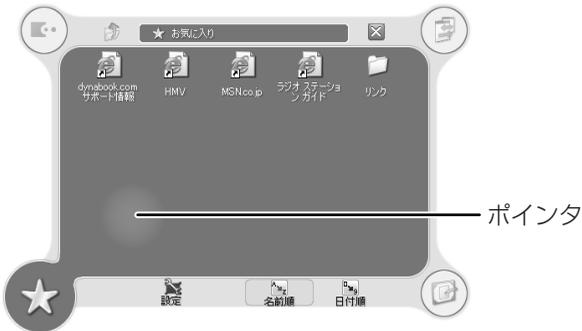 ★ お気に入り
dynabook.com
サポート情報
HMV
MSN.co.jp
ラジオ ステーショ
ン ガイド
リンク
ポインタ
設定
名前順
日付順